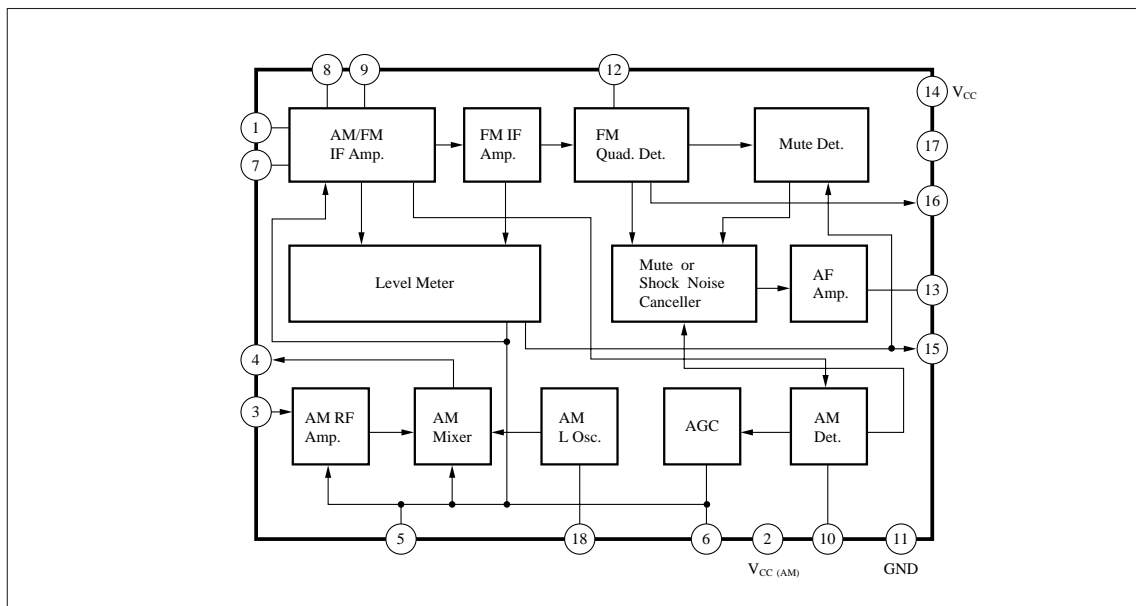 8
9
12
14 VCC
1
AM/FM
IF Amp.
FM IF
Amp.
FM
Quad. Det.
Mute Det.
17
7
16
Level Meter
Mute or
Shock Noise
Canceller
AF
Amp.
13
4
15
3
AM RF
Amp.
AM
Mixer
AM
L Osc.
AGC
AM
Det.
5
18
6
2
10
11
VCC (AM)
GND